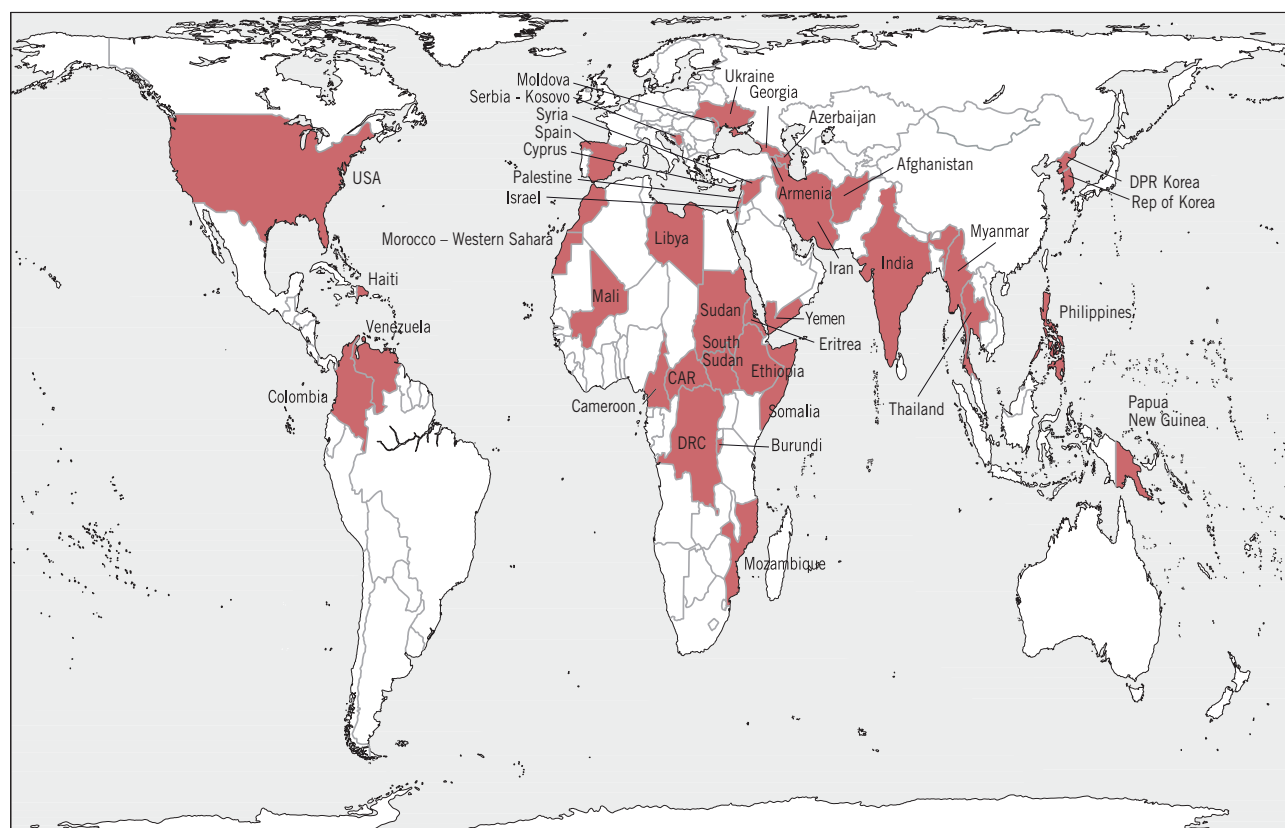 Moldova
Ukraine
Serbia - Kosovo
Georgia
Syria
Azerbaijan
Spain
Cyprus
Afghanistan
Palestine
Armenia
DPR Korea
USA
Israel
Rep of Korea
Morocco – Western Sahara
Libya
Myanmar
Iran
India
Haiti
Mali
Sudan
Yemen
Philippines
Venezuela
Eritrea
South
Sudan
CAR
Ethiopia
Colombia
Cameroon
Thailand
Papua
New Guinea
Somalia
DRC
Burundi
Mozambique